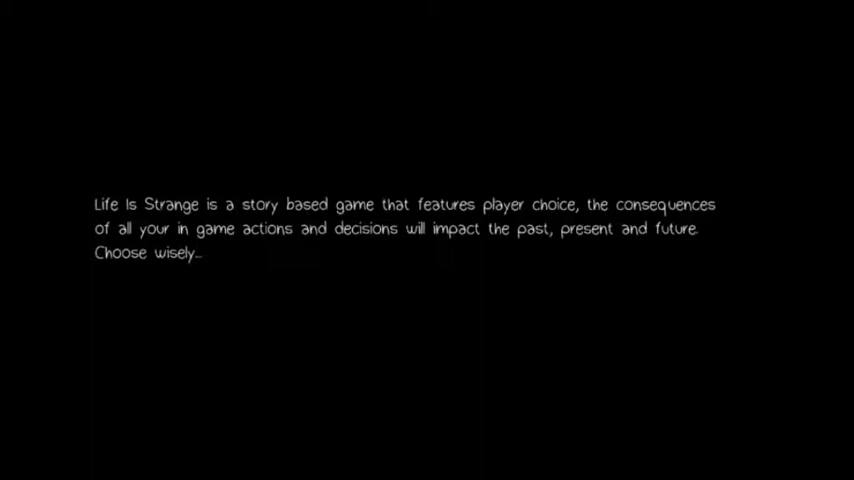 Life Is Strange is a story based game that features player choice, the consequences
of all your in game actions and decisions will impact the past, present and future.
Choose wisely...